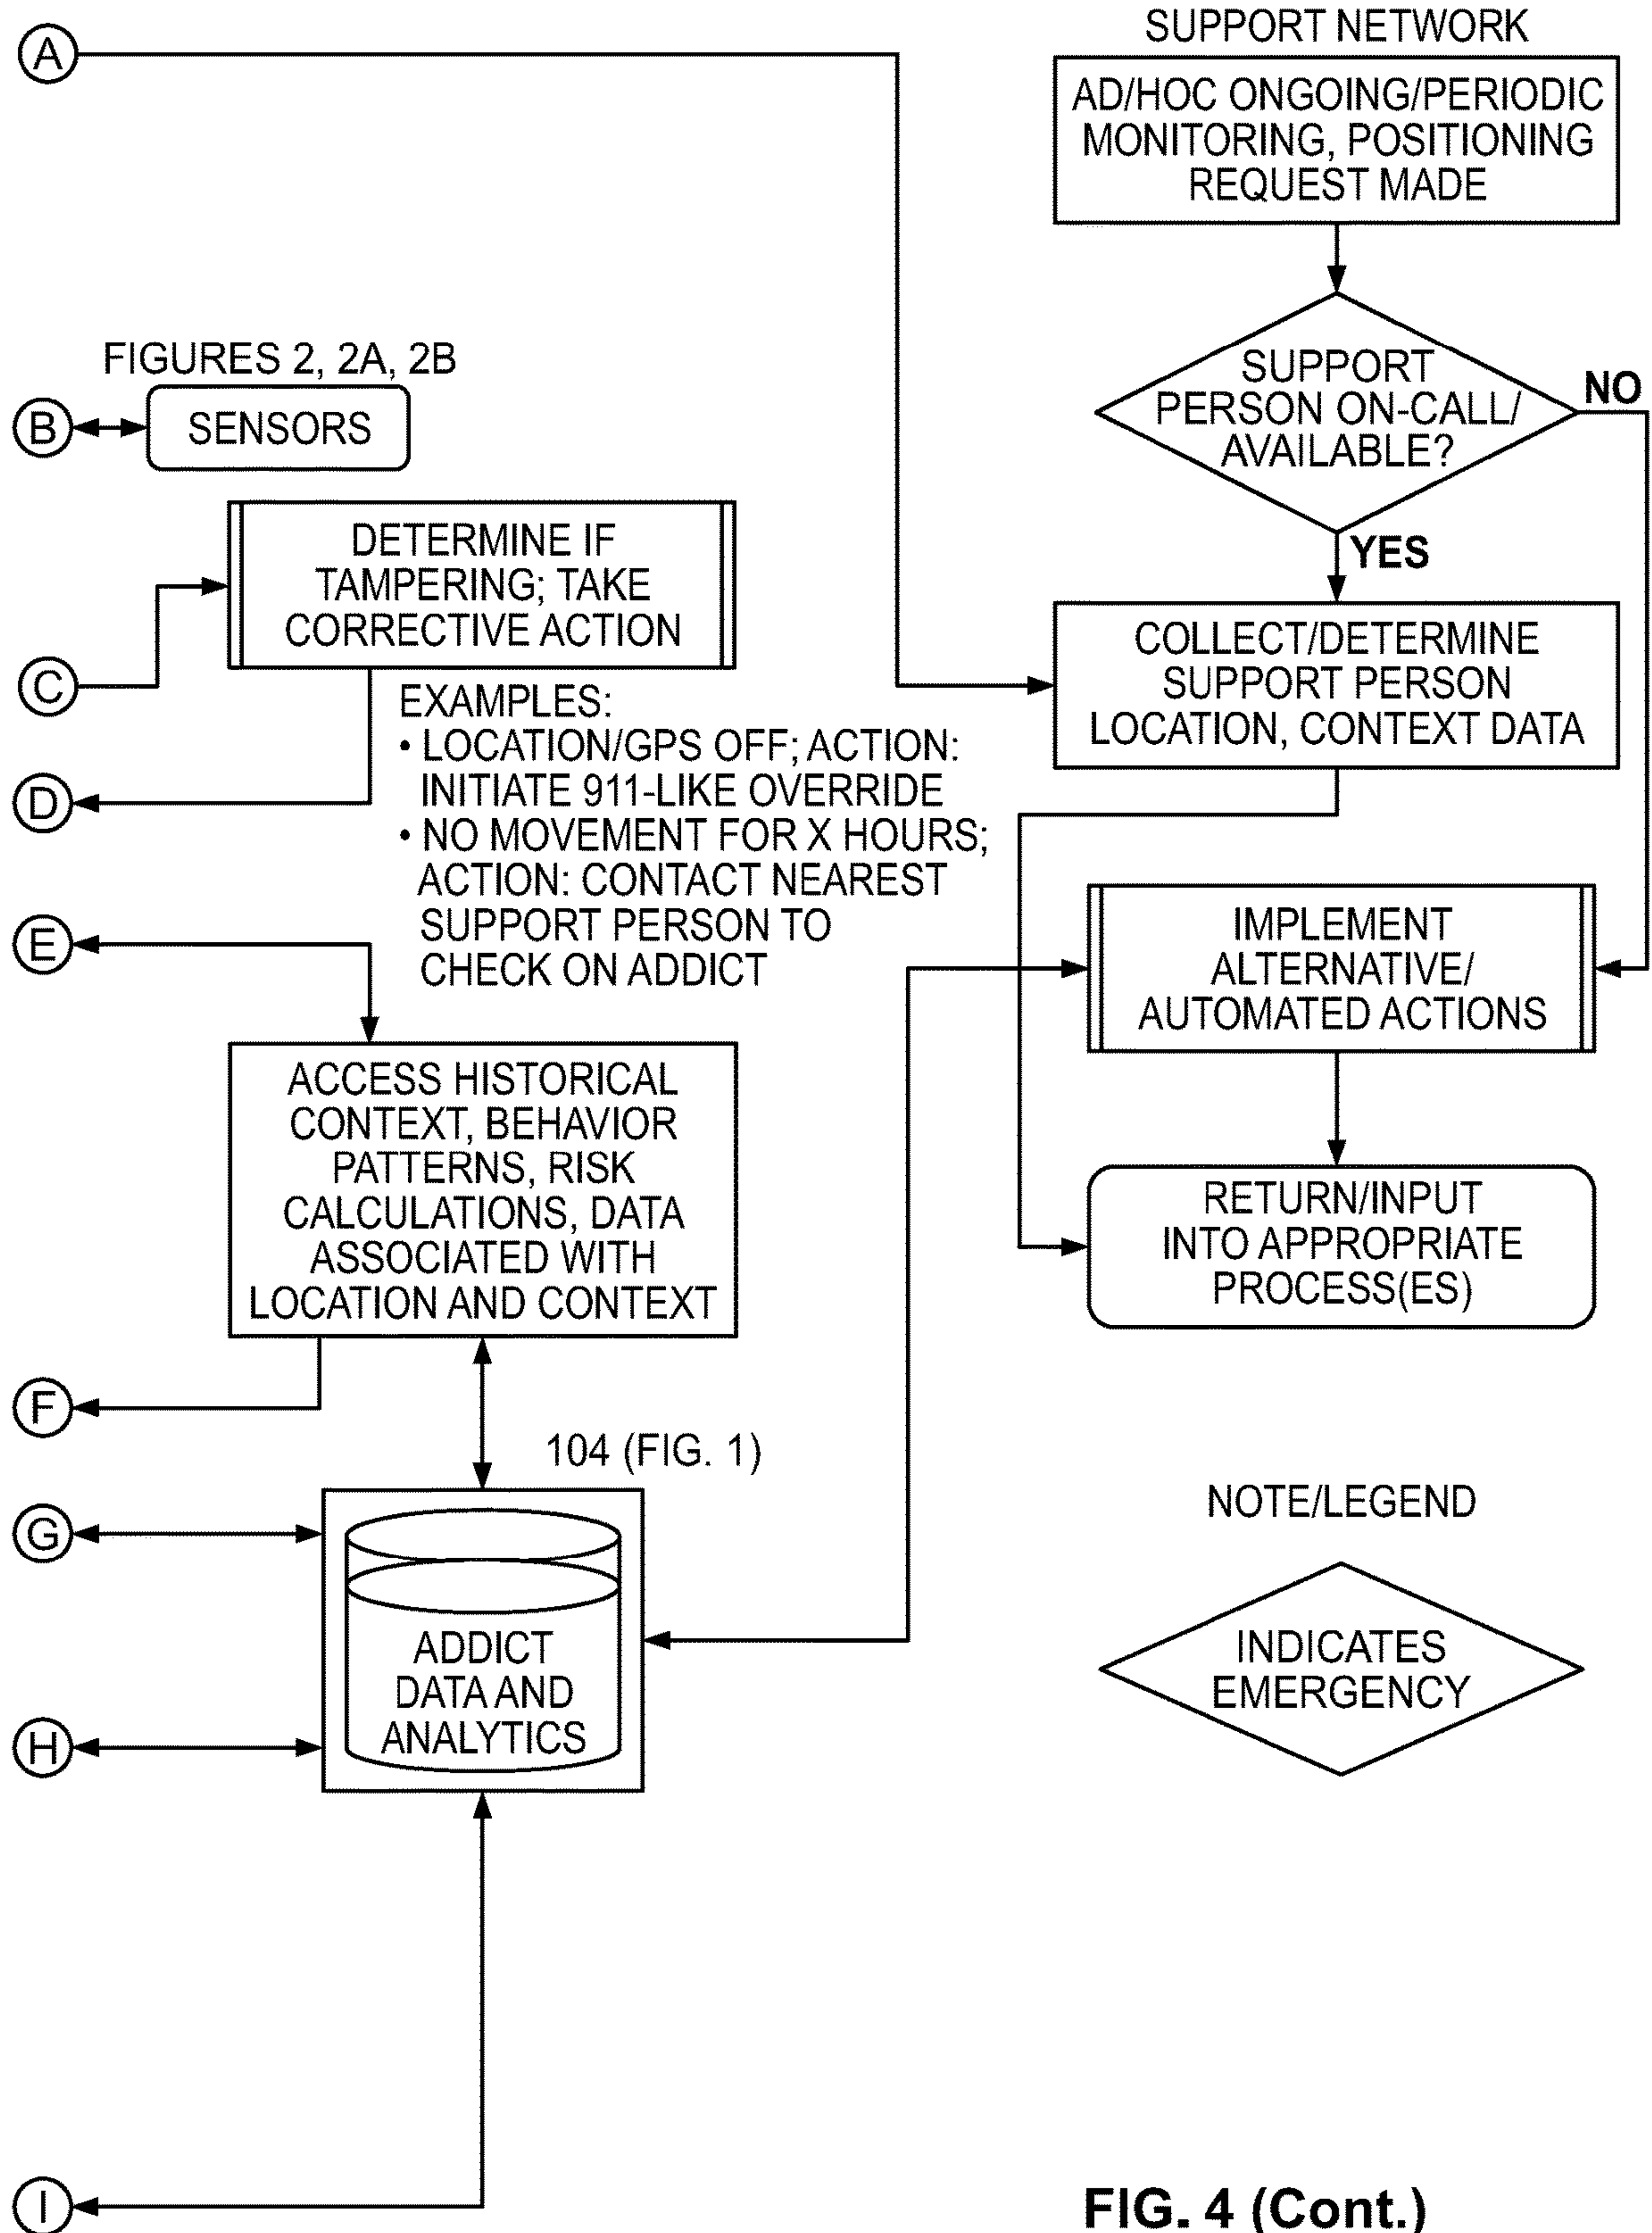 A
SUPPORT NETWORK
AD/HOC ONGOING/PERIODIC
MONITORING, POSITIONING
REQUEST MADE
SUPPORT
PERSON ON-CALL/
AVAILABLE?
NO
YES
FIGURES 2, 2A, 2B
B
SENSORS
DETERMINE IF
TAMPERING; TAKE
CORRECTIVE ACTION
C
COLLECT/DETERMINE
SUPPORT PERSON
LOCATION, CONTEXT DATA
EXAMPLES:
• LOCATION/GPS OFF; ACTION:
INITIATE 911-LIKE OVERRIDE
• NO MOVEMENT FOR X HOURS;
ACTION: CONTACT NEAREST
SUPPORT PERSON TO
CHECK ON ADDICT
D
IMPLEMENT
ALTERNATIVE/
AUTOMATED ACTIONS
E
ACCESS HISTORICAL
CONTEXT, BEHAVIOR
PATTERNS, RISK
CALCULATIONS, DATA
ASSOCIATED WITH
LOCATION AND CONTEXT
RETURN/INPUT
INTO APPROPRIATE
PROCESS(ES)
F
104 (FIG. 1)
G
ADDICT
DATA AND
ANALYTICS
H
NOTE/LEGEND
INDICATES
EMERGENCY
I
FIG. 4 (Cont.)